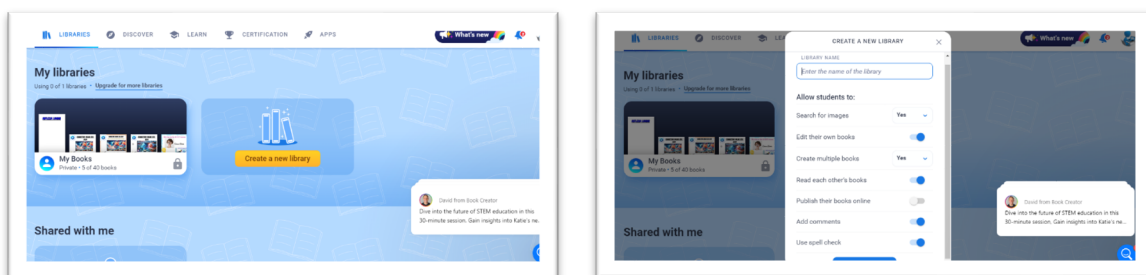 LIBRARIES DISCOVER LEARN CERTIFICATION APPS What's new
My libraries
Using 0 of 1 libraries • Upgrade for more libraries
My Books
Private • 5 of 40 books
Create a new library
David from Book Creator
Dive into the future of STEM education in this
30-minute session. Gain insights into Katie's ne...
Shared with me
LIBRARIES DISCOVER LEA What's new
CREATE A NEW LIBRARY
LIBRARY NAME
Enter the name of the library
Allow students to:
Search for images Yes
Edit their own books
Create multiple books Yes
Read each other's books
Publish their books online
Add comments
Use spell check
My libraries
Using 0 of 1 libraries • Upgrade for more libraries
My Books
Private • 5 of 40 books
David from Book Creator
Dive into the future of STEM education in this
30-minute session. Gain insights into Katie's ne...
Shared with me